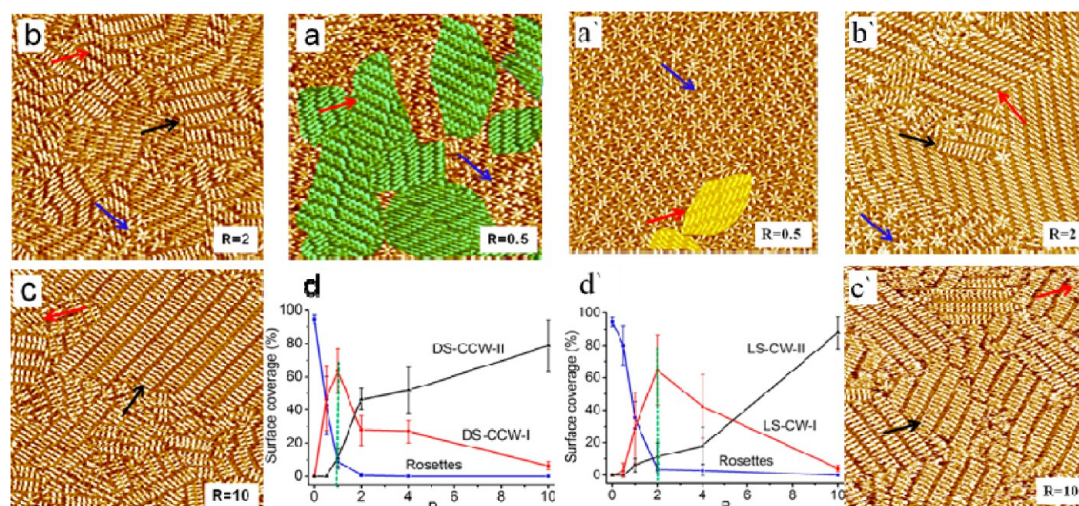 b
R=2
a
R=0.5
a`
R=0.5
b`
R=2
c
R=10
d
Surface coverage (%)
100
80
60
40
20
0
DS-CCW-II
DS-CCW-I
Rosettes
0 2 4 6 8 10
d`
Surface coverage (%)
100
80
60
40
20
0
LS-CW-II
LS-CW-I
Rosettes
0 2 4 6 8 10
c`
R=10